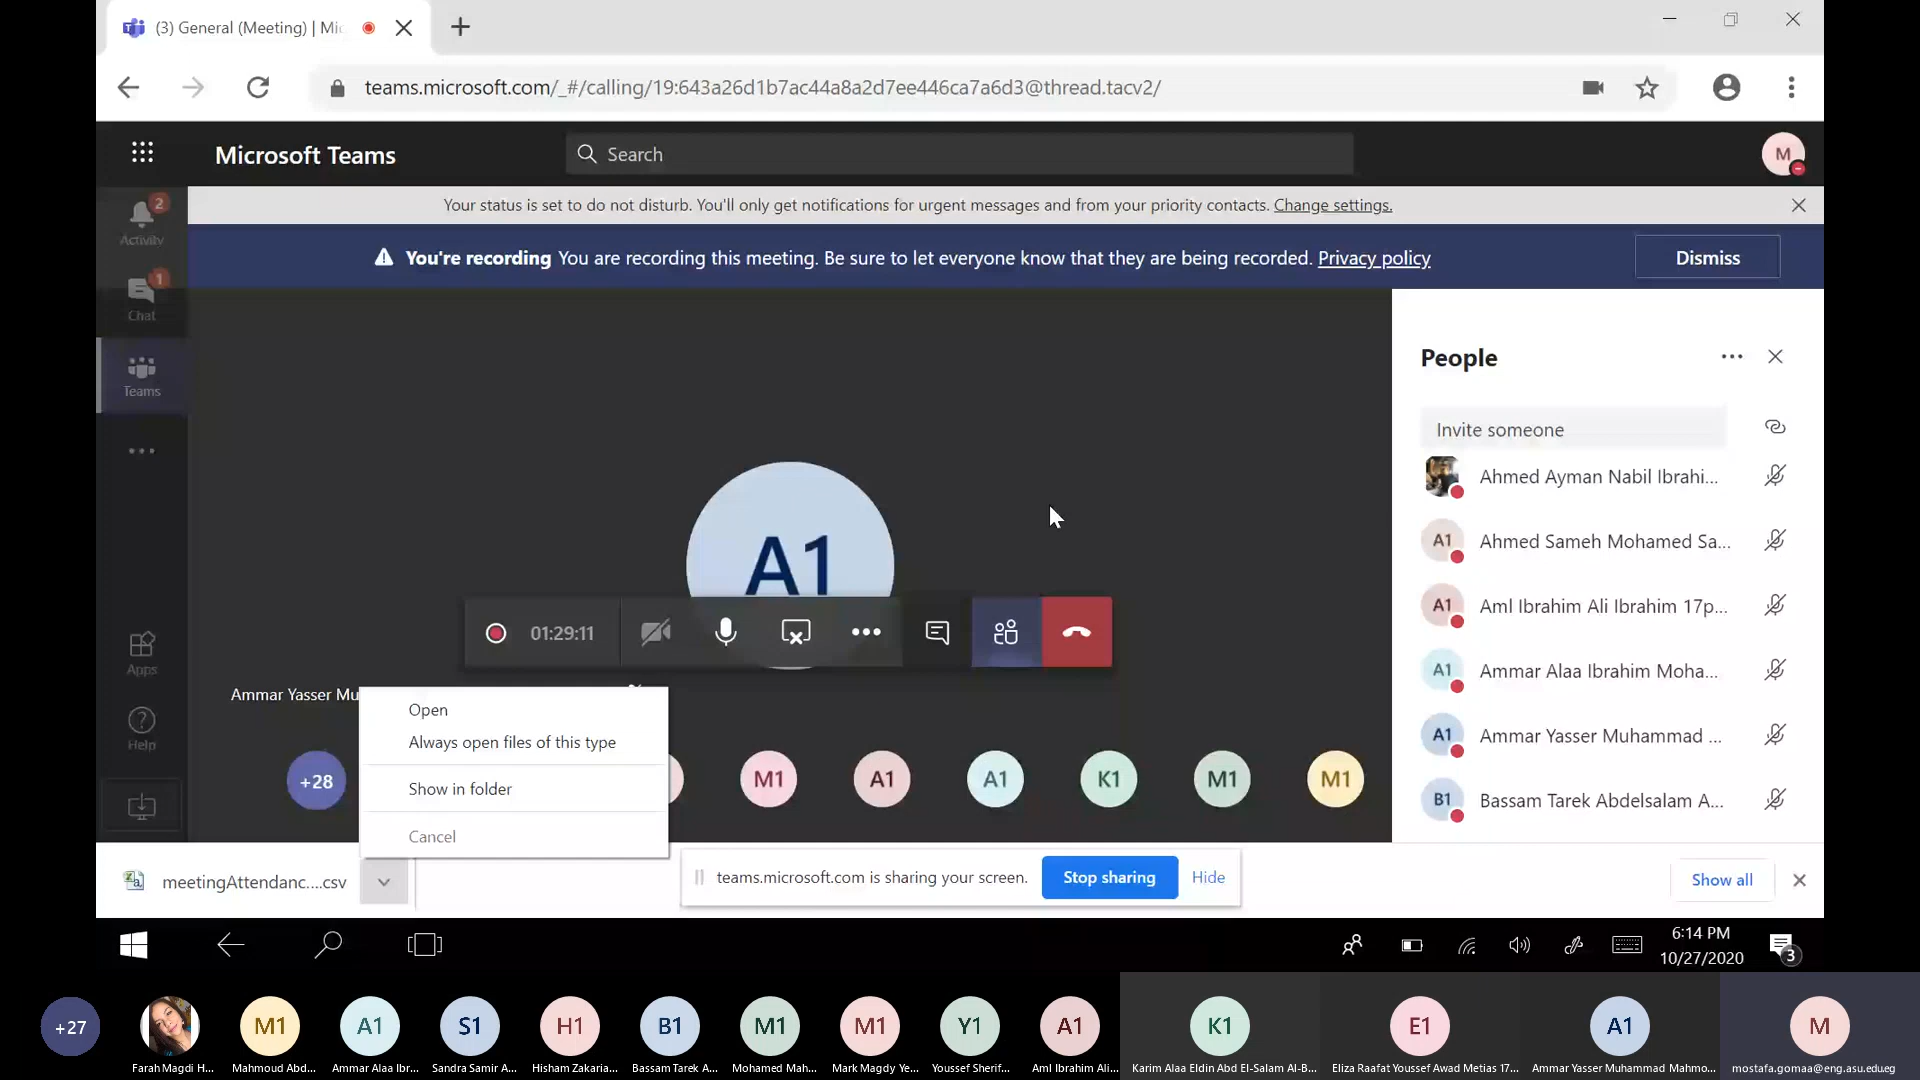 (3) General (Meeting) | Mic
teams.microsoft.com/_#/calling/19:643a26d1b7ac44a8a2d7ee446ca7a6d3@thread.tacv2/
Microsoft Teams
Search
M
Your status is set to do not disturb. You'll only get notifications for urgent messages and from your priority contacts. Change settings.
You're recording You are recording this meeting. Be sure to let everyone know that they are being recorded. Privacy policy
Dismiss
2
Activity
1
Chat
Teams
Apps
Help
People
Invite someone
Ahmed Ayman Nabil Ibrahi...
A1 Ahmed Sameh Mohamed Sa...
A1 Aml Ibrahim Ali Ibrahim 17p...
A1 Ammar Alaa Ibrahim Moha...
A1 Ammar Yasser Muhammad ...
B1 Bassam Tarek Abdelsalam A...
A1
01:29:11
Ammar Yasser Mu
Open
Always open files of this type
Show in folder
Cancel
+28 M1 A1 A1 K1 M1 M1
meetingAttendanc....csv
teams.microsoft.com is sharing your screen.
Stop sharing
Hide
Show all
6:14 PM
10/27/2020
3
+27 M1 A1 S1 H1 B1 M1 M1 Y1 A1 K1 E1 A1 M
Farah Magdi H... Mahmoud Abd... Ammar Alaa Ibr... Sandra Samir A... Hisham Zakaria... Bassam Tarek A... Mohamed Mah... Mark Magdy Ye... Youssef Sherif... Aml Ibrahim Ali... Karim Alaa Eldin Abd El-Salam Al-B... Eliza Raafat Youssef Awad Metias 17... Ammar Yasser Muhammad Mahmo... mostafa.gomaa@eng.asu.edu.eg